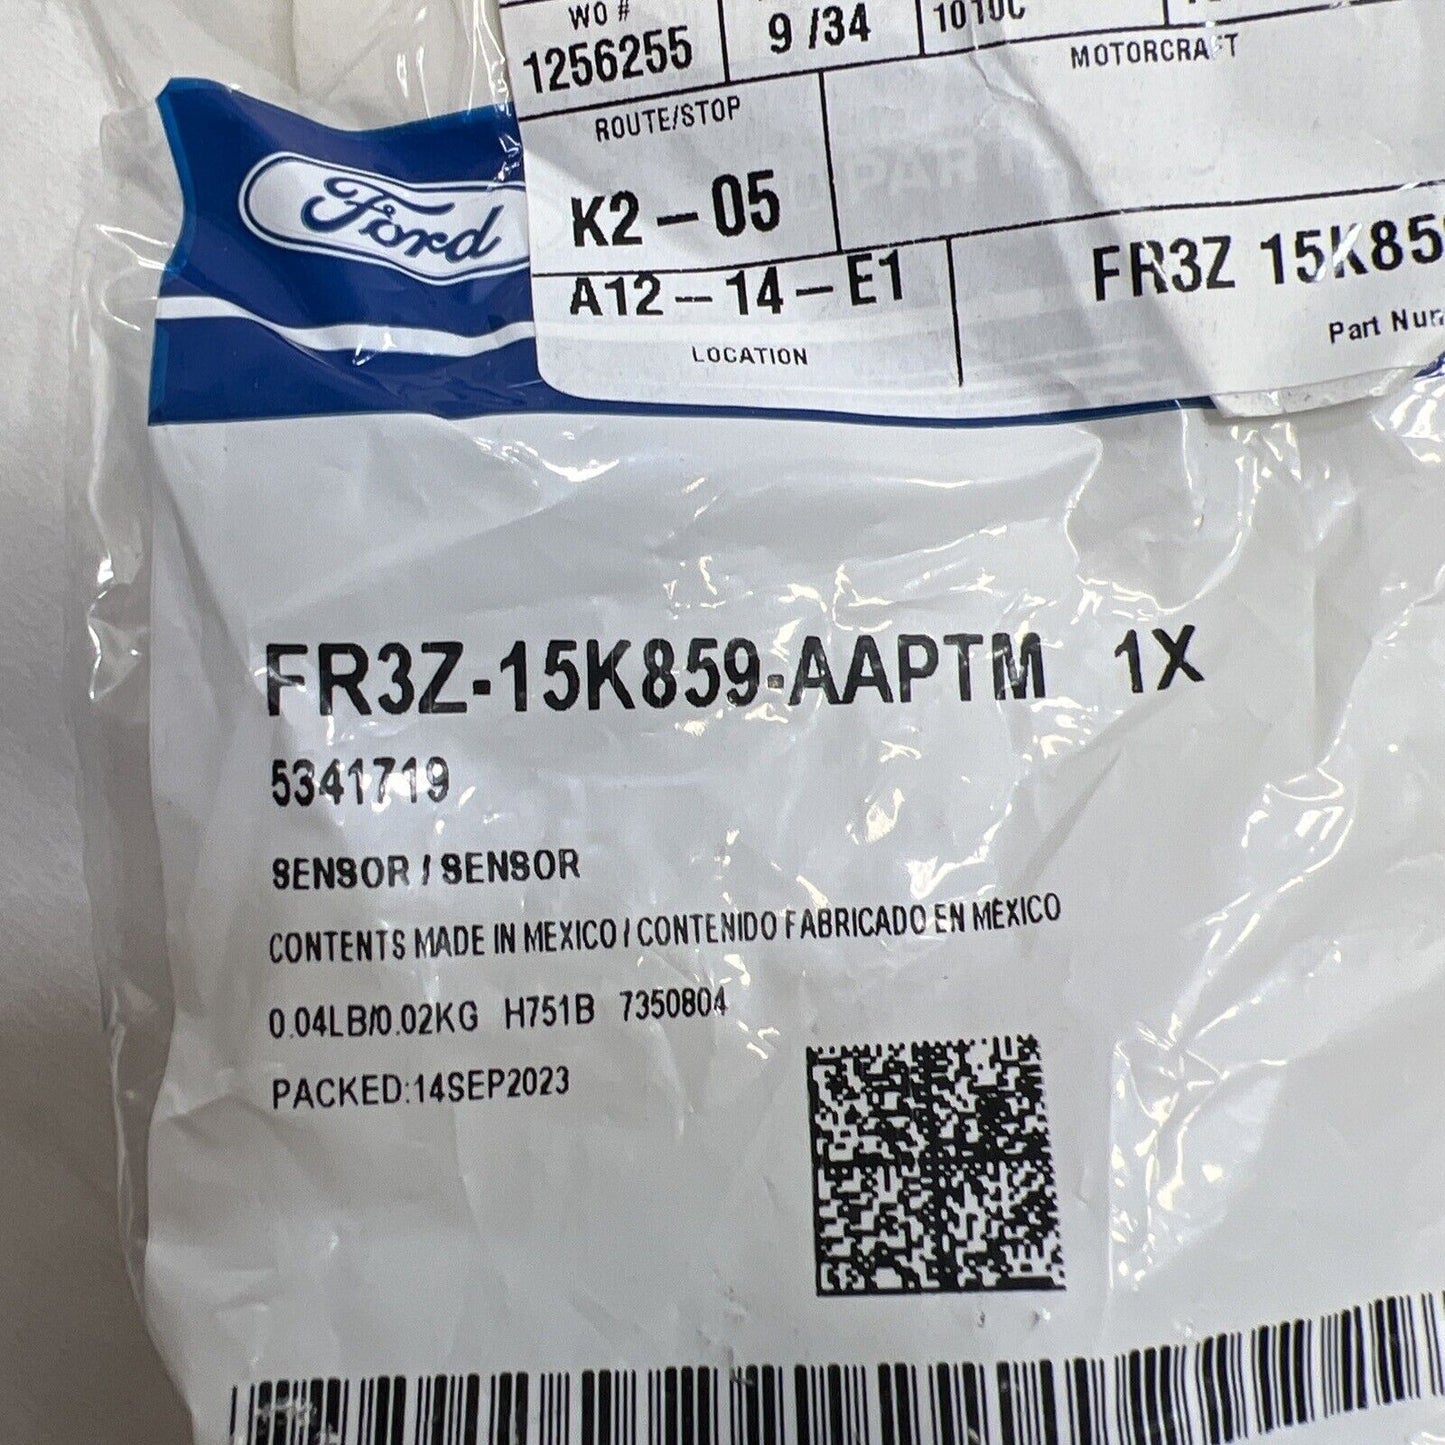 WO #
1256255
9 /34
MOTORCRAFT
ROUTE/STOP
K2 – 05
A12 – 14 – E1
LOCATION
FR3Z 15K859
Part Num
Ford
FR3Z-15K859-AAPTM 1X
5341719
SENSOR / SENSOR
CONTENTS MADE IN MEXICO / CONTENIDO FABRICADO EN MEXICO
0.04LB/0.02KG H751B 7350804
PACKED:14SEP2023